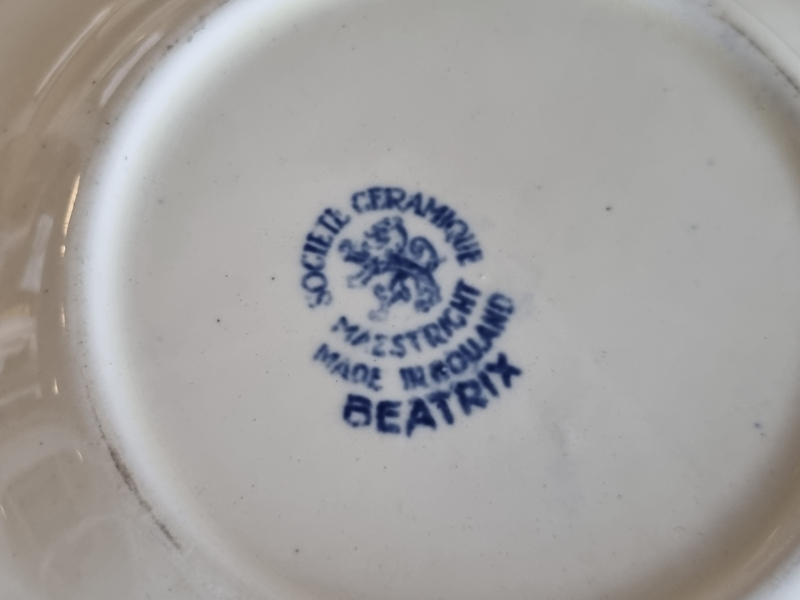 SOCIETE CERAMIQUE
MAESTRICHT
MADE IN HOLLAND
BEATRIX